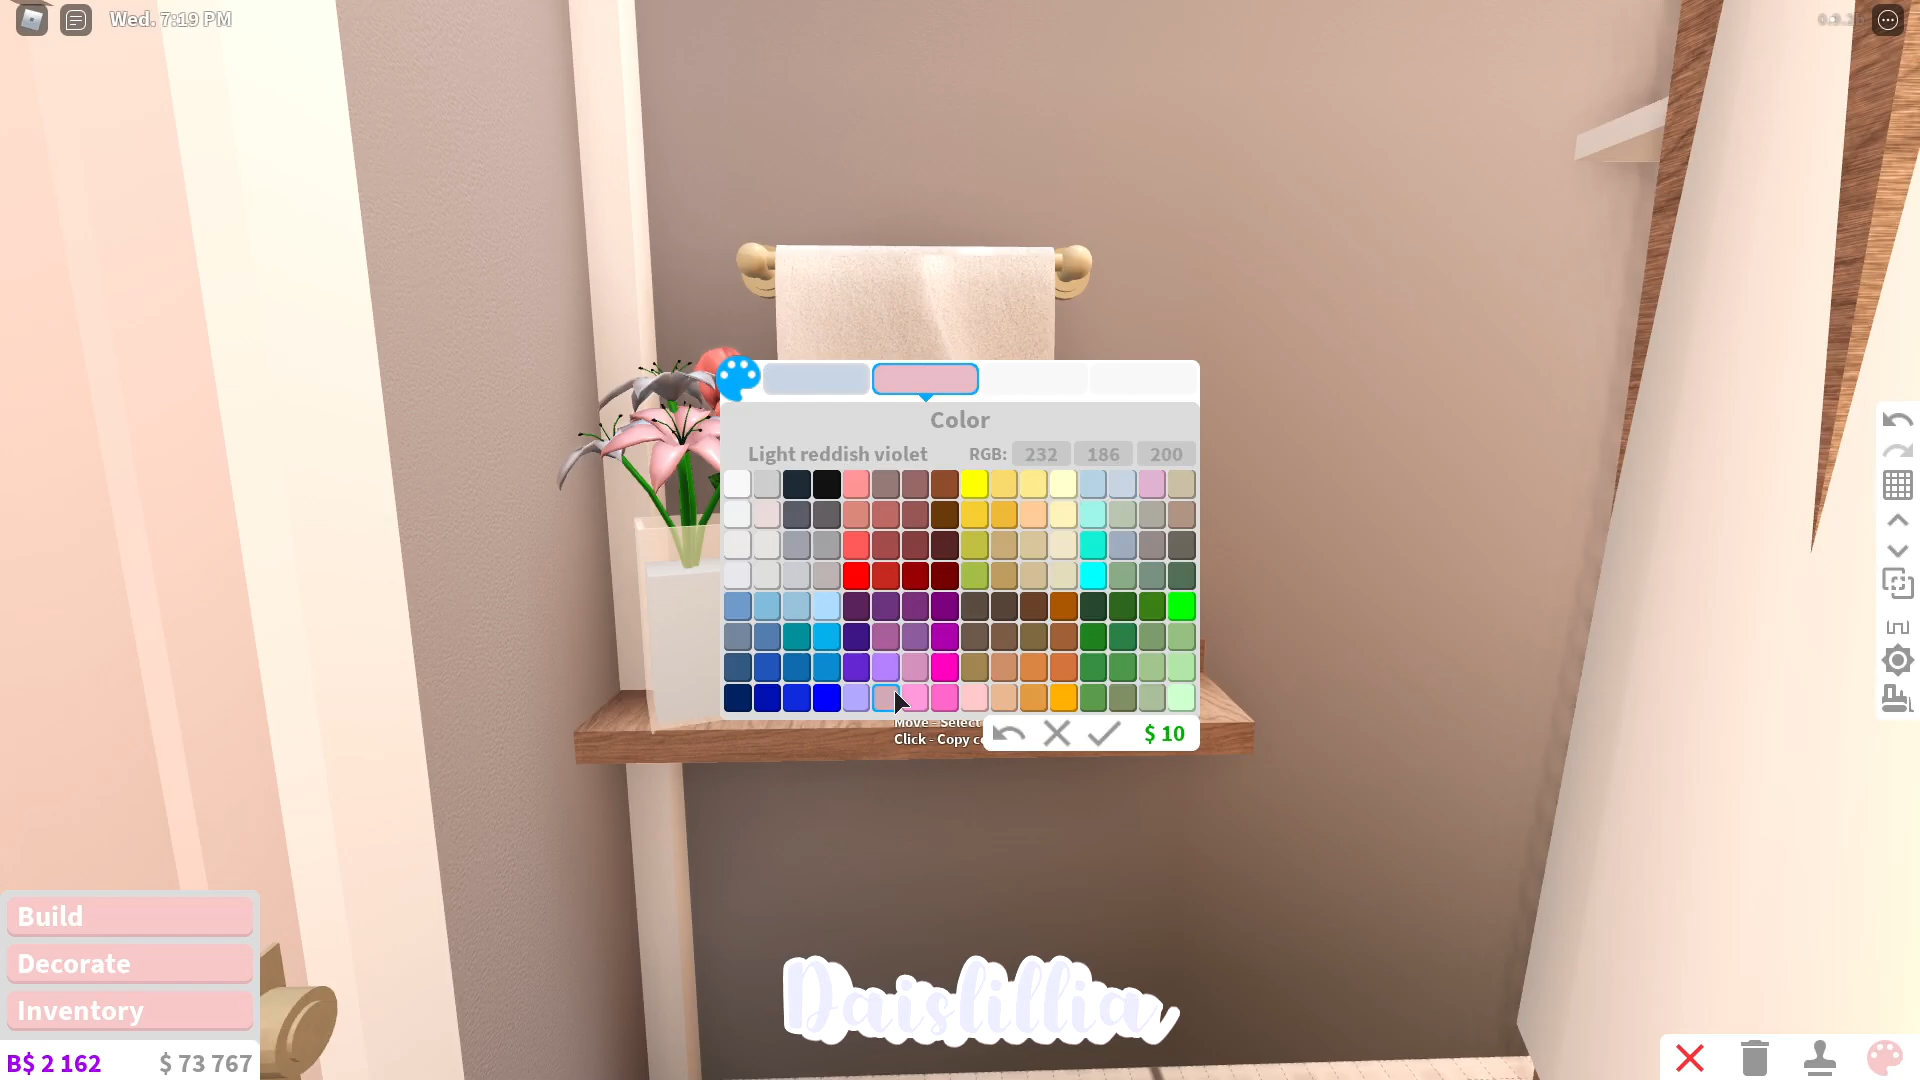 Wed. 7:19 PM
Color
Light reddish violet RGB: 232 186 200
Move - Select
Click - Copy
$ 10
Build
Decorate
Inventory
B$ 2 162 $ 73 767
Daislillia